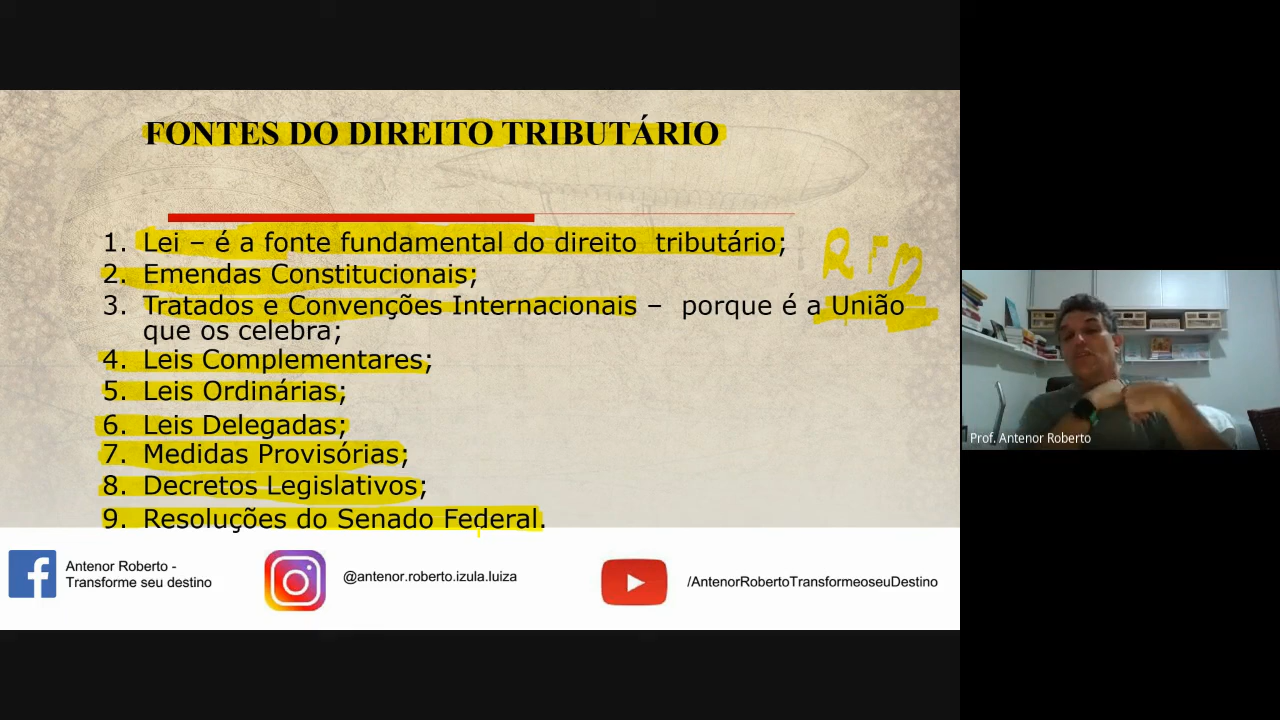 FONTES DO DIREITO TRIBUTÁRIO
1. Lei – é a fonte fundamental do direito tributário;
2. Emendas Constitucionais;
3. Tratados e Convenções Internacionais – porque é a União
que os celebra;
4. Leis Complementares;
5. Leis Ordinárias;
6. Leis Delegadas;
7. Medidas Provisórias;
8. Decretos Legislativos;
9. Resoluções do Senado Federal.
Antenor Roberto -
Transforme seu destino
@antenor.roberto.izula.luiza
/AntenorRobertoTransformeoseuDestino
Prof. Antenor Roberto